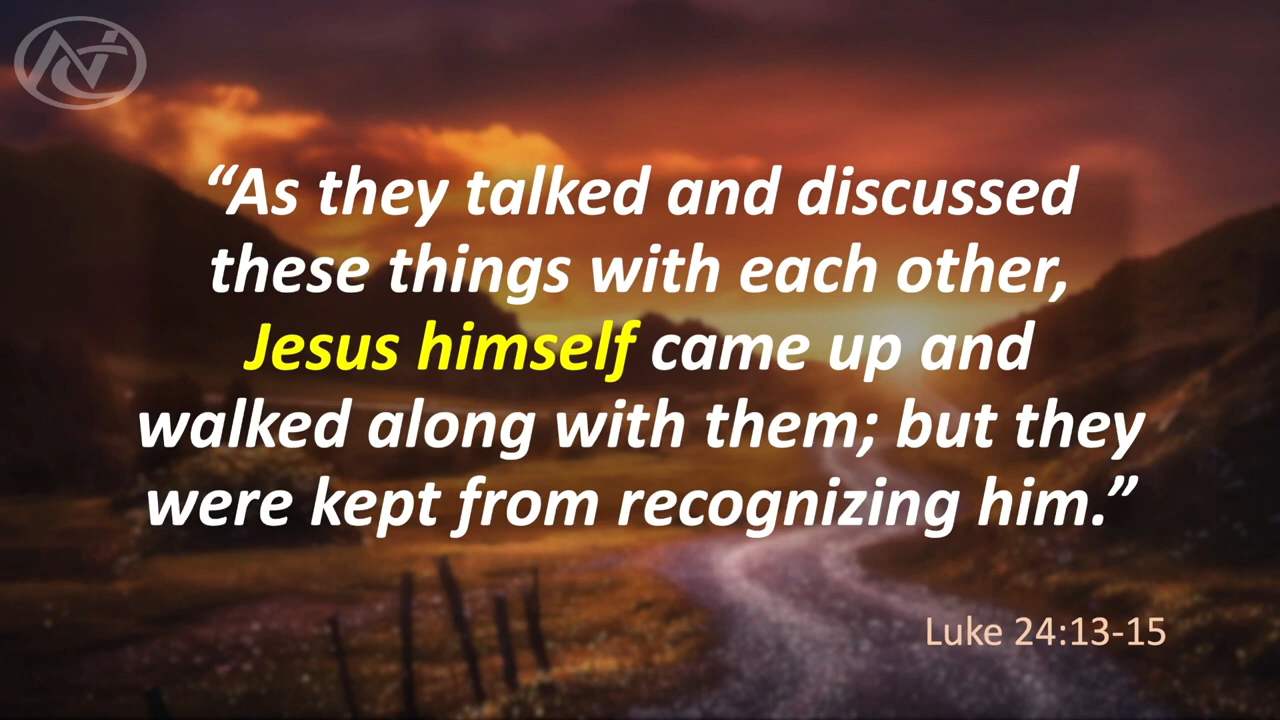 “As they talked and discussed
these things with each other,
Jesus himself came up and
walked along with them; but they
were kept from recognizing him.”
Luke 24:13-15